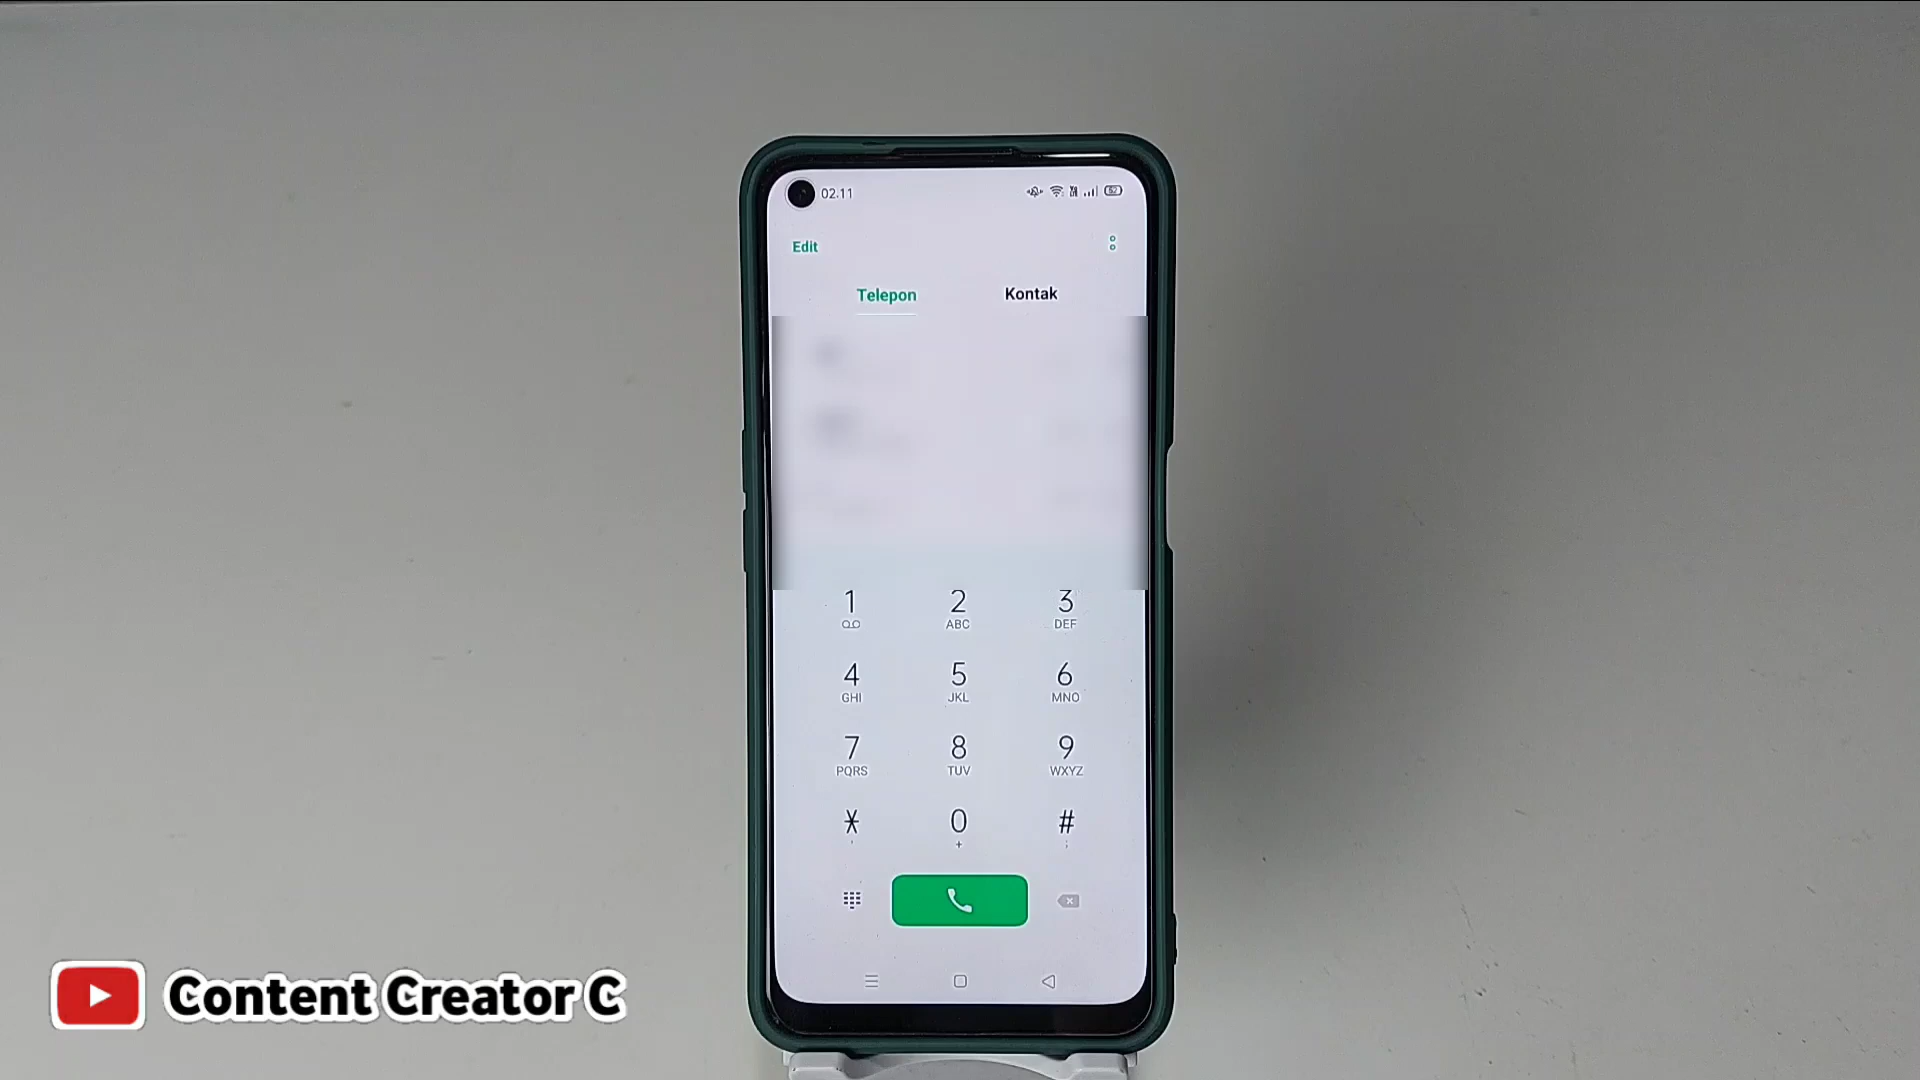 02.11
Edit
Telepon Kontak
1 2 3
ABC DEF
4 5 6
GHI JKL MNO
7 8 9
PQRS TUV WXYZ
* 0 #
, + ;
Content Creator C